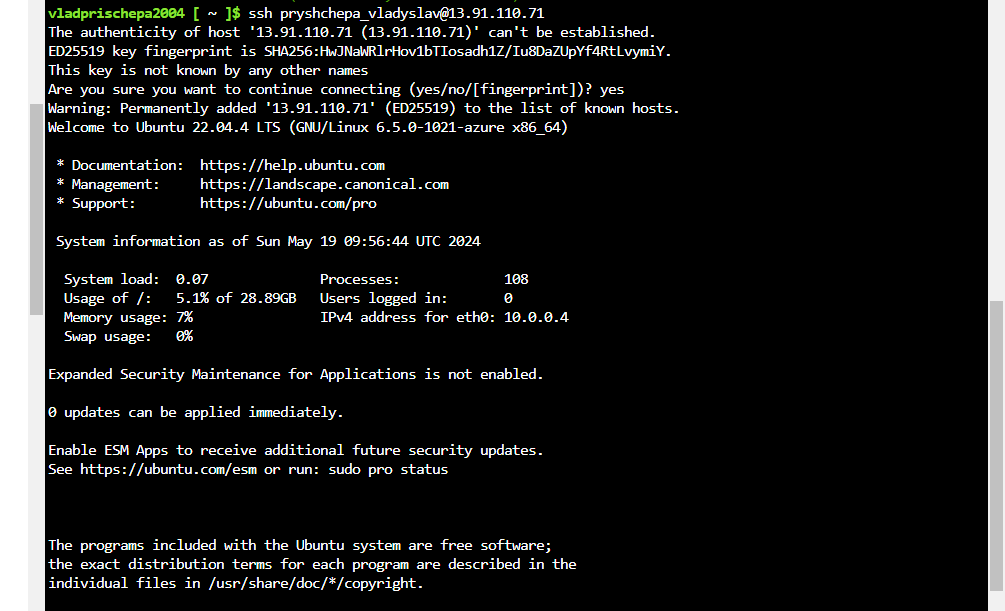 vladprischepa2004 [ ~ ]$ ssh pryshchepa_vladyslav@13.91.110.71
The authenticity of host '13.91.110.71 (13.91.110.71)' can't be established.
ED25519 key fingerprint is SHA256:HwJNaWRlrHov1bTIosadh1Z/Iu8DaZUpYf4RtLvymiY.
This key is not known by any other names
Are you sure you want to continue connecting (yes/no/[fingerprint])? yes
Warning: Permanently added '13.91.110.71' (ED25519) to the list of known hosts.
Welcome to Ubuntu 22.04.4 LTS (GNU/Linux 6.5.0-1021-azure x86_64)

 * Documentation:  https://help.ubuntu.com
 * Management:     https://landscape.canonical.com
 * Support:        https://ubuntu.com/pro

 System information as of Sun May 19 09:56:44 UTC 2024

  System load:  0.07              Processes:             108
  Usage of /:   5.1% of 28.89GB   Users logged in:       0
  Memory usage: 7%                IPv4 address for eth0: 10.0.0.4
  Swap usage:   0%

Expanded Security Maintenance for Applications is not enabled.

0 updates can be applied immediately.

Enable ESM Apps to receive additional future security updates.
See https://ubuntu.com/esm or run: sudo pro status

The programs included with the Ubuntu system are free software;
the exact distribution terms for each program are described in the
individual files in /usr/share/doc/*/copyright.